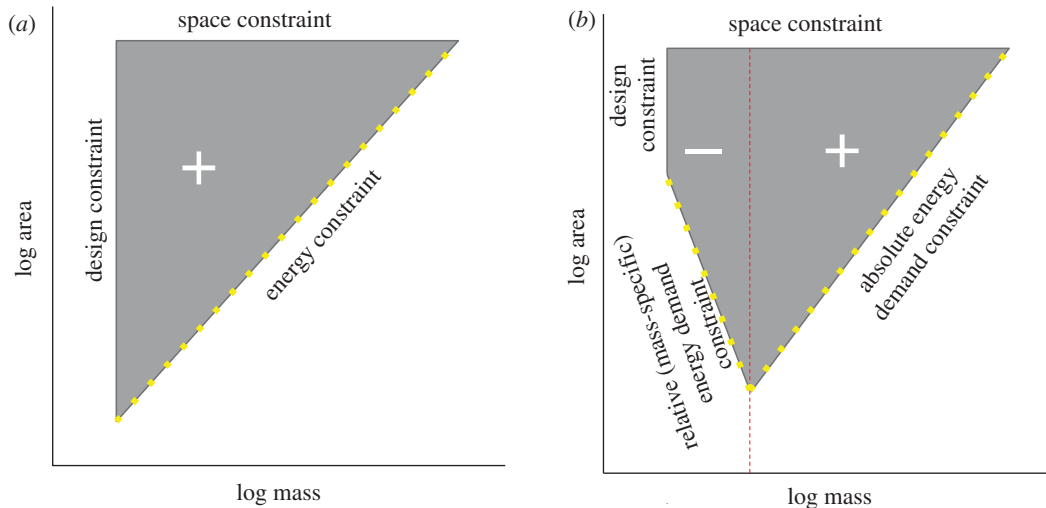 (a)
space constraint
design constraint
+
energy constraint
log area
log mass
(b)
space constraint
design
constraint
−
+
absolute energy
demand constraint
relative (mass-specific)
energy demand
constraint
log area
log mass